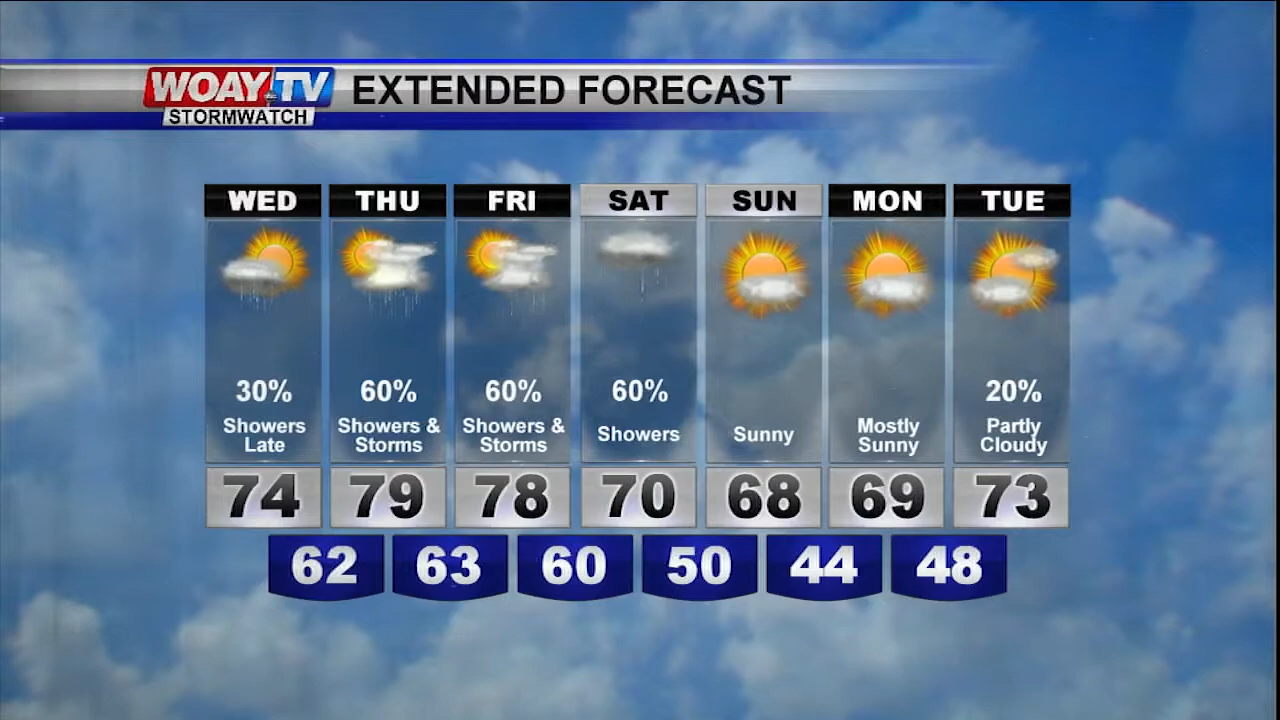 WOAY-TV EXTENDED FORECAST
STORMWATCH
WED THU FRI SAT SUN MON TUE
30% 60% 60% 60% 20%
Showers Late
Showers & Storms
Showers & Storms
Showers
Sunny
Mostly Sunny
Partly Cloudy
74 79 78 70 68 69 73
62 63 60 50 44 48